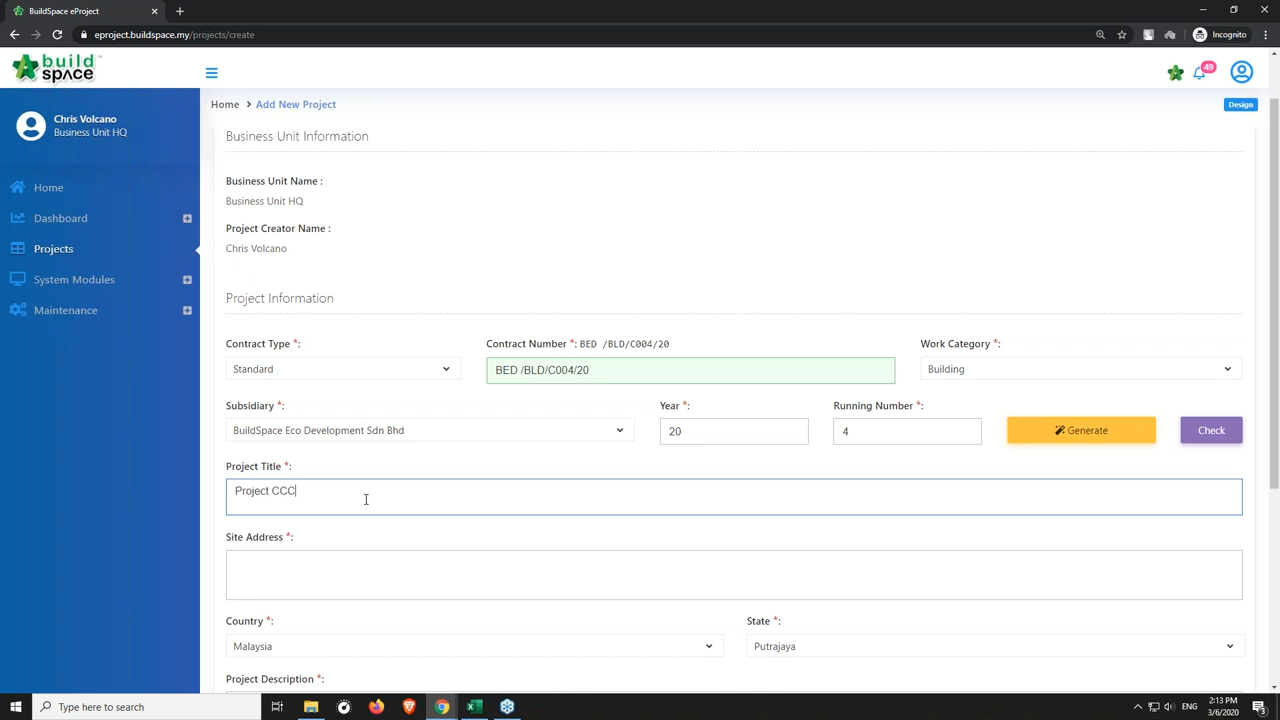 BuildSpace eProject
eproject.buildspace.my/projects/create
Incognito
build
space
49
Home > Add New Project
Design
Chris Volcano
Business Unit HQ
Home
Dashboard
Projects
System Modules
Maintenance
Business Unit Information
Business Unit Name :
Business Unit HQ
Project Creator Name :
Chris Volcano
Project Information
Contract Type *:
Contract Number *: BED /BLD/C004/20
Work Category *:
Standard
BED /BLD/C004/20
Building
Subsidiary *:
Year *:
Running Number *:
BuildSpace Eco Development Sdn Bhd
20
4
Generate
Check
Project Title *:
Project CCC
Site Address *:
Country *:
State *:
Malaysia
Putrajaya
Project Description *:
Type here to search
ENG
2:13 PM
3/6/2020